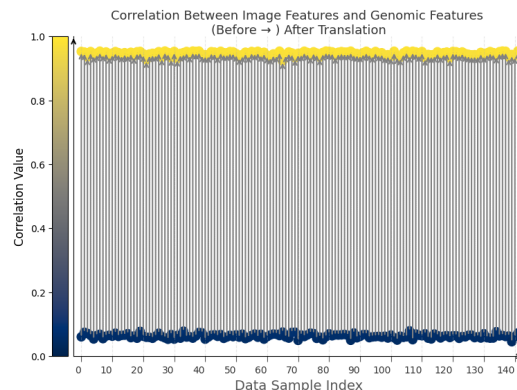 Correlation Between Image Features and Genomic Features
(Before → ) After Translation
1.0
0.8
0.6
0.4
0.2
0.0
Correlation Value
0 10 20 30 40 50 60 70 80 90 100 110 120 130 140
Data Sample Index